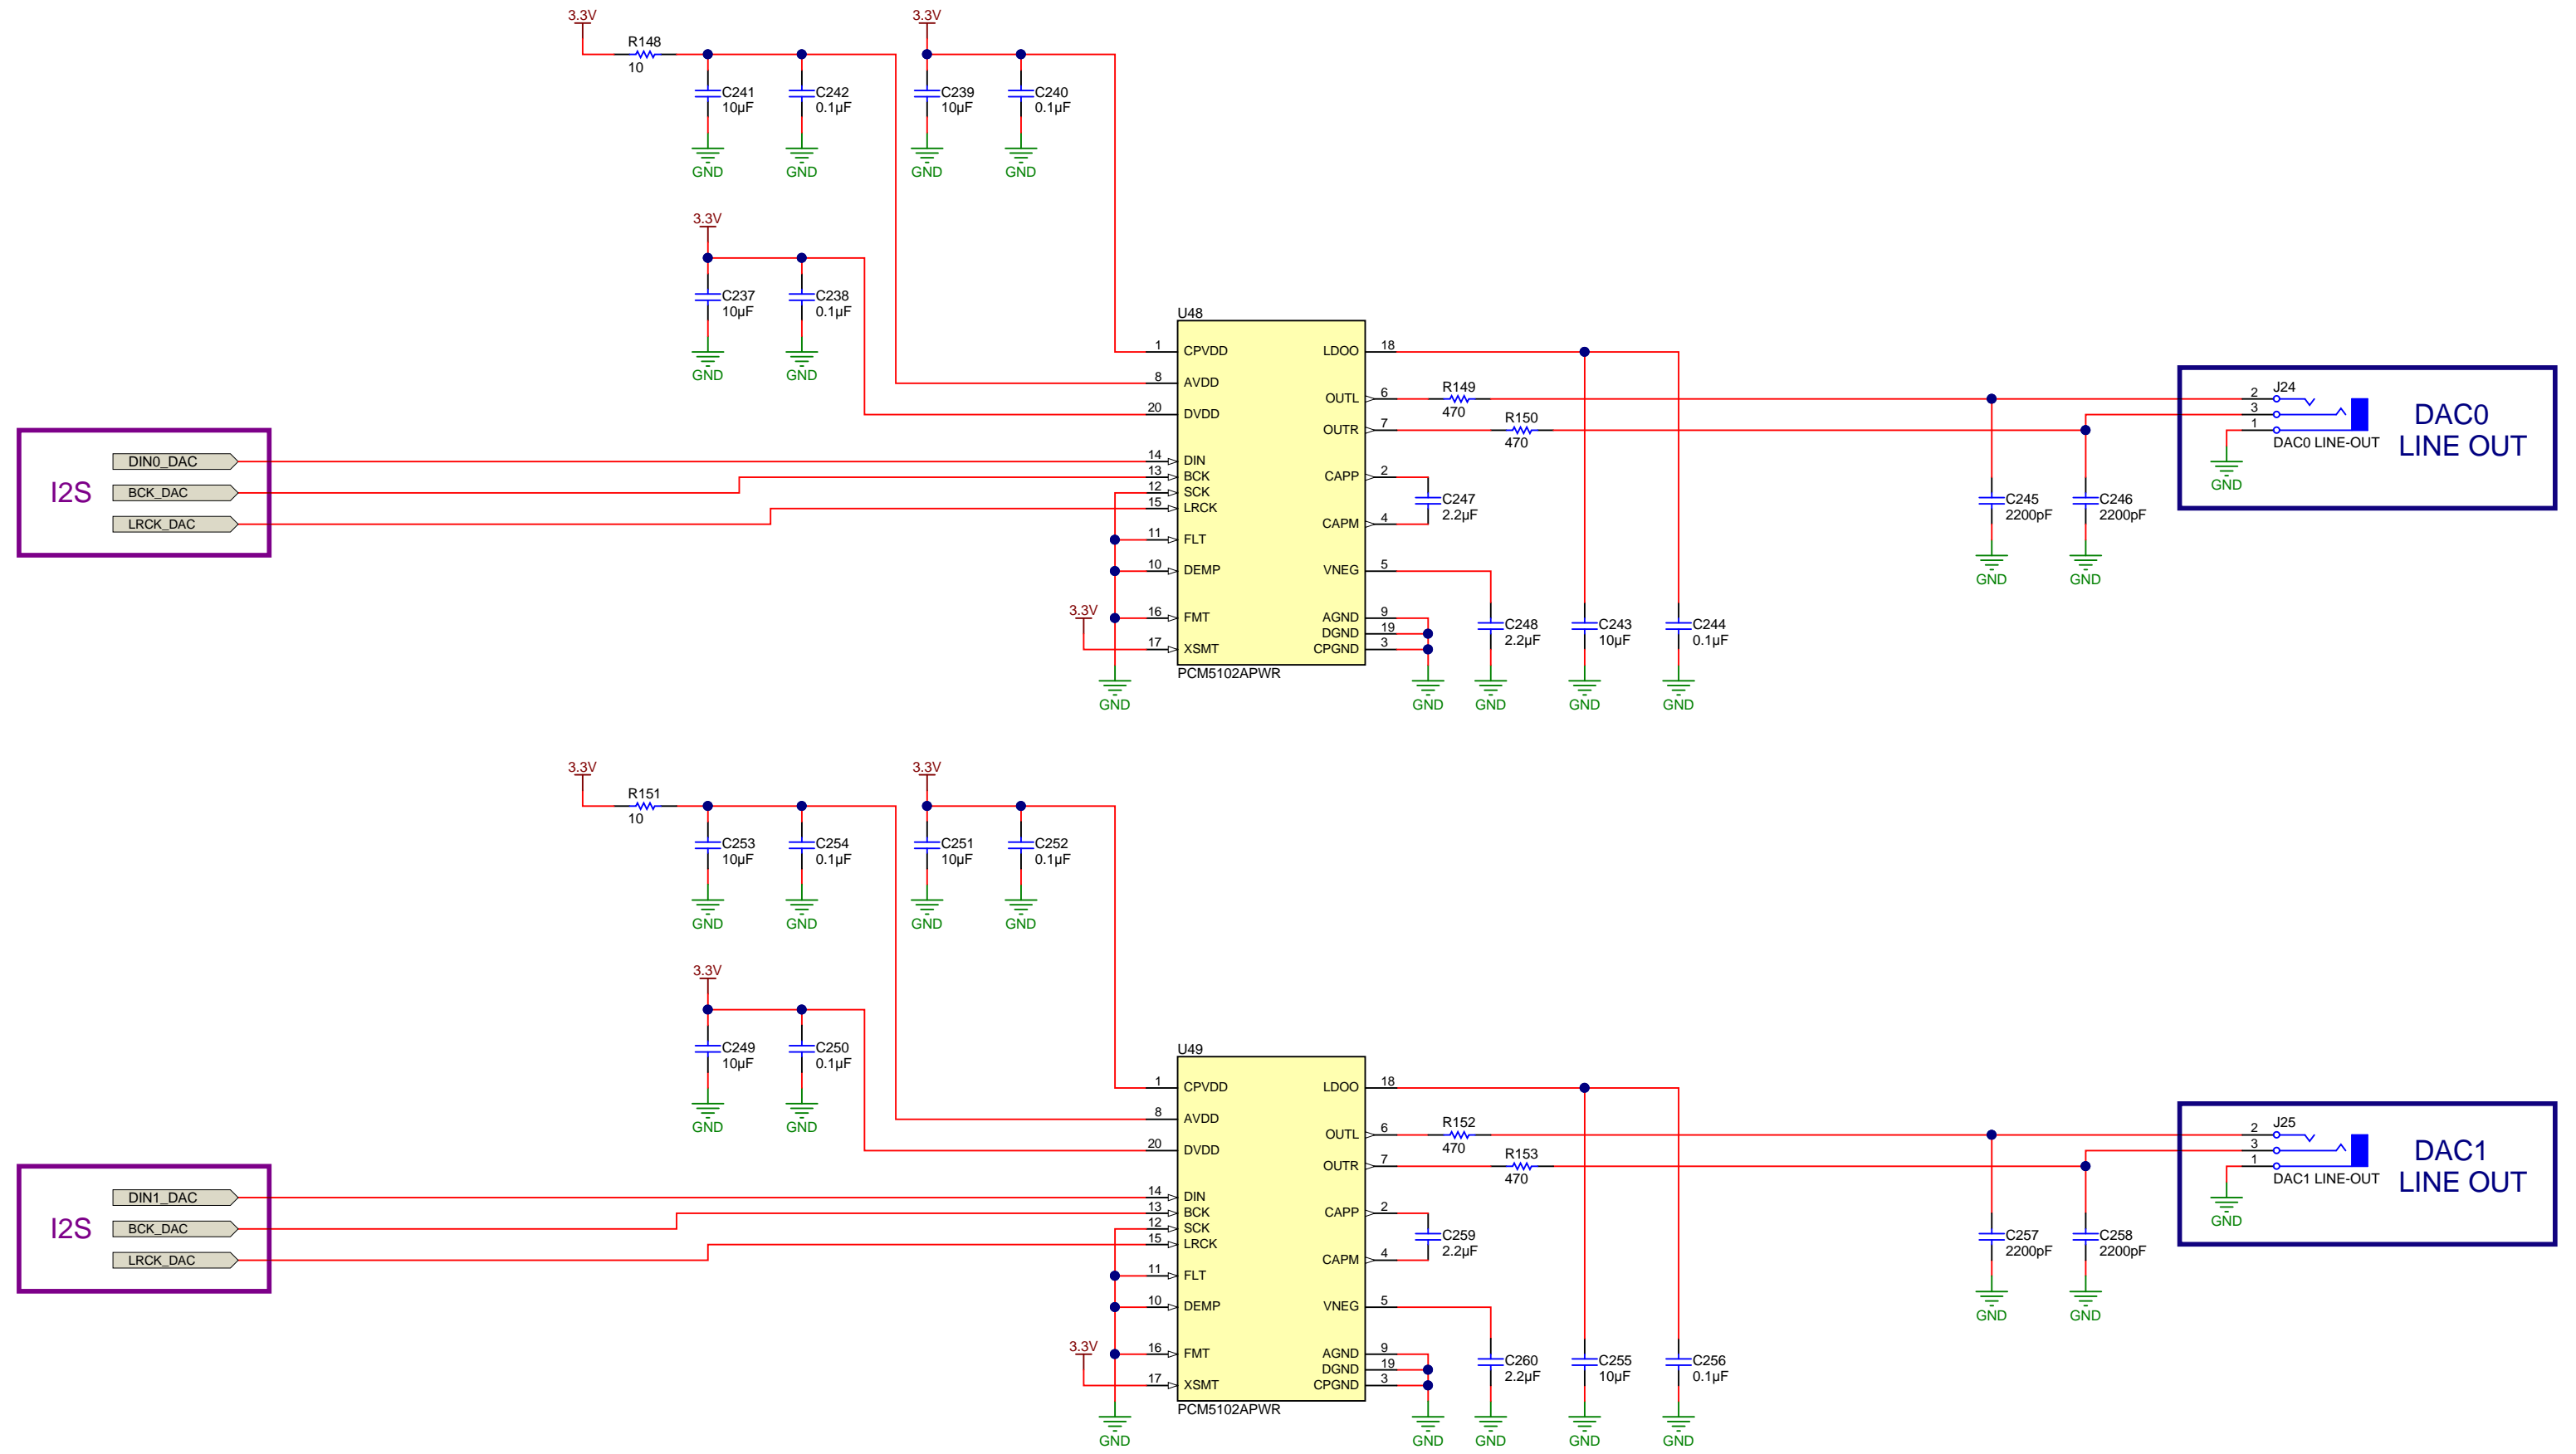 3.3V
3.3V
R148
10
C241
10µF
C242
0.1µF
C239
10µF
C240
0.1µF
GND
GND
GND
GND
3.3V
C237
10µF
C238
0.1µF
GND
GND
U48
1 CPVDD
8 AVDD
20 DVDD
14 DIN
13 BCK
12 SCK
15 LRCK
11 FLT
10 DEMP
16 FMT
17 XSMT
LDOO 18
OUTL 6
OUTR 7
CAPP 2
CAPM 4
VNEG 5
AGND 9
DGND 19
CPGND 3
PCM5102APWR
I2S
DIN0_DAC
BCK_DAC
LRCK_DAC
3.3V
GND
R149
470
R150
470
C247
2.2µF
C248
2.2µF
C243
10µF
C244
0.1µF
GND
GND
GND
GND
C245
2200pF
C246
2200pF
GND
GND
J24
2
3
1
DAC0 LINE-OUT
GND
DAC0
LINE OUT
3.3V
3.3V
R151
10
C253
10µF
C254
0.1µF
C251
10µF
C252
0.1µF
GND
GND
GND
GND
3.3V
C249
10µF
C250
0.1µF
GND
GND
U49
1 CPVDD
8 AVDD
20 DVDD
14 DIN
13 BCK
12 SCK
15 LRCK
11 FLT
10 DEMP
16 FMT
17 XSMT
LDOO 18
OUTL 6
OUTR 7
CAPP 2
CAPM 4
VNEG 5
AGND 9
DGND 19
CPGND 3
PCM5102APWR
I2S
DIN1_DAC
BCK_DAC
LRCK_DAC
3.3V
GND
R152
470
R153
470
C259
2.2µF
C260
2.2µF
C255
10µF
C256
0.1µF
GND
GND
GND
GND
C257
2200pF
C258
2200pF
GND
GND
J25
2
3
1
DAC1 LINE-OUT
GND
DAC1
LINE OUT